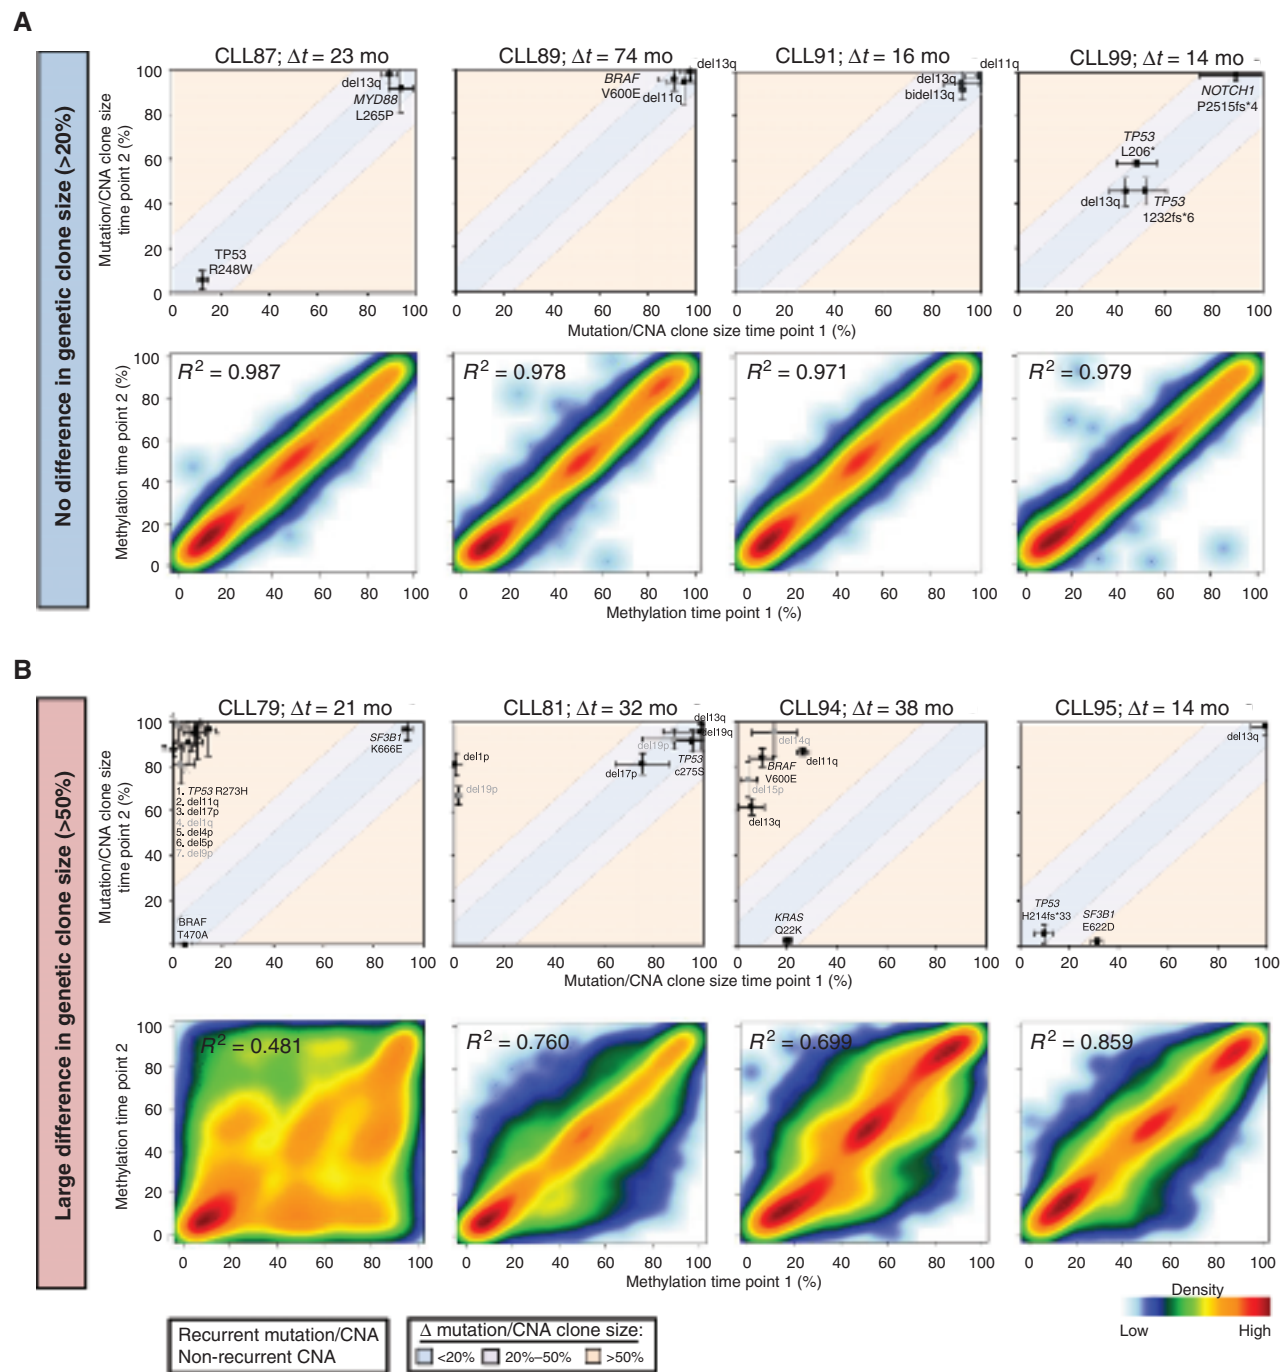 A
No difference in genetic clone size (>20%)
CLL87; Δt = 23 mo
CLL89; Δt = 74 mo
CLL91; Δt = 16 mo
CLL99; Δt = 14 mo
Mutation/CNA clone size
time point 2 (%)
100
80
60
40
20
0
del13q
MYD88
L265P
TP53
R248W
0 20 40 60 80 100
BRAF
V600E
del13q
del11q
0 20 40 60 80 100
del11q
del13q
bidel13q
0 20 40 60 80 100
NOTCH1
P2515fs*4
TP53
L206*
del13q
TP53
1232fs*6
0 20 40 60 80 100
Mutation/CNA clone size time point 1 (%)
Methylation time point 2 (%)
100
80
60
40
20
0
R² = 0.987
R² = 0.978
R² = 0.971
R² = 0.979
0 20 40 60 80 100
0 20 40 60 80 100
0 20 40 60 80 100
0 20 40 60 80 100
Methylation time point 1 (%)
B
Large difference in genetic clone size (>50%)
CLL79; Δt = 21 mo
CLL81; Δt = 32 mo
CLL94; Δt = 38 mo
CLL95; Δt = 14 mo
Mutation/CNA clone size
time point 2 (%)
100
80
60
40
20
SF3B1
K666E
1. TP53 R273H
2. del11q
3. del17p
4. del1q
5. del4p
6. del5p
7. del9p
BRAF
T470A
0 20 40 60 80 100
del13q
del19q
del19p
TP53
c275S
del1p
del17p
del19p
0 20 40 60 80 100
del14q
del11q
BRAF
V600E
del15p
del13q
KRAS
Q22K
0 20 40 60 80 100
del13q
TP53
H214fs*33
SF3B1
E622D
0 20 40 60 80 100
Mutation/CNA clone size time point 1 (%)
Methylation time point 2
100
80
60
40
20
0
R² = 0.481
R² = 0.760
R² = 0.699
R² = 0.859
0 20 40 60 80 100
0 20 40 60 80 100
0 20 40 60 80 100
0 20 40 60 80 100
Methylation time point 1 (%)
Density
Low High
Recurrent mutation/CNA
Non-recurrent CNA
Δ mutation/CNA clone size:
<20% 20%–50% >50%